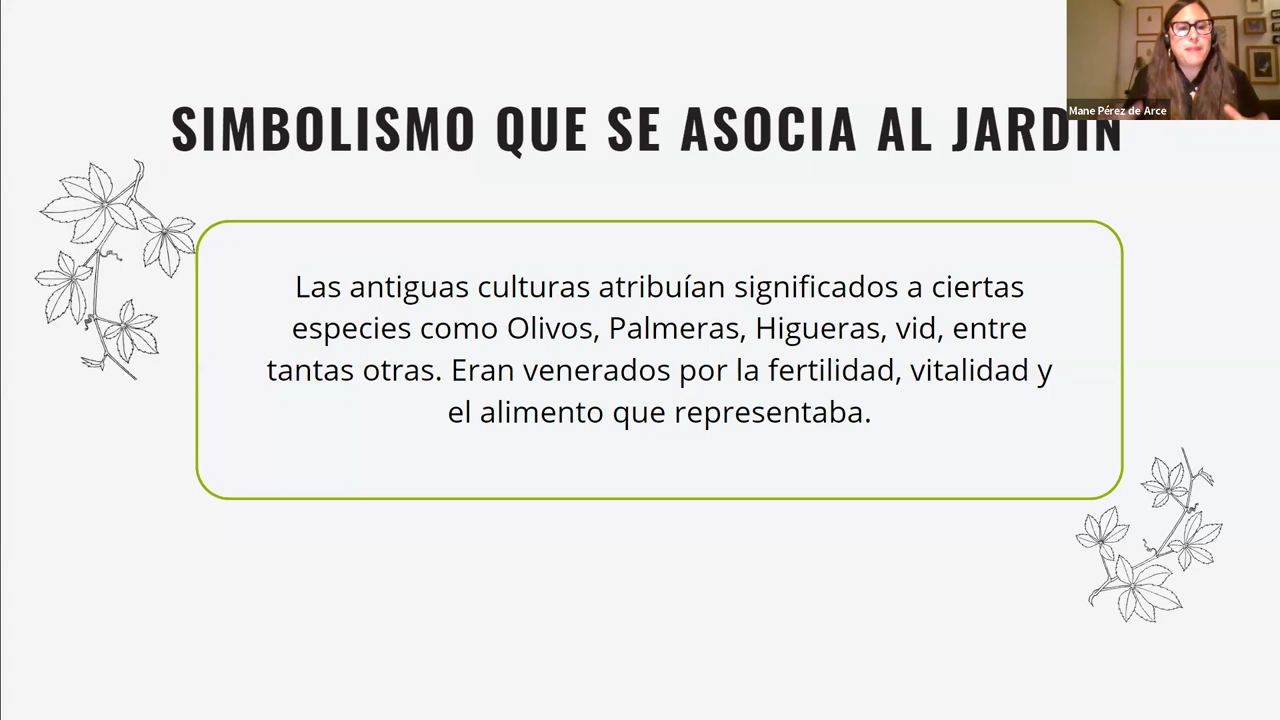 SIMBOLISMO QUE SE ASOCIA AL JARDIN
Mane Pérez de Arce
Las antiguas culturas atribuían significados a ciertas
especies como Olivos, Palmeras, Higueras, vid, entre
tantas otras. Eran venerados por la fertilidad, vitalidad y
el alimento que representaba.